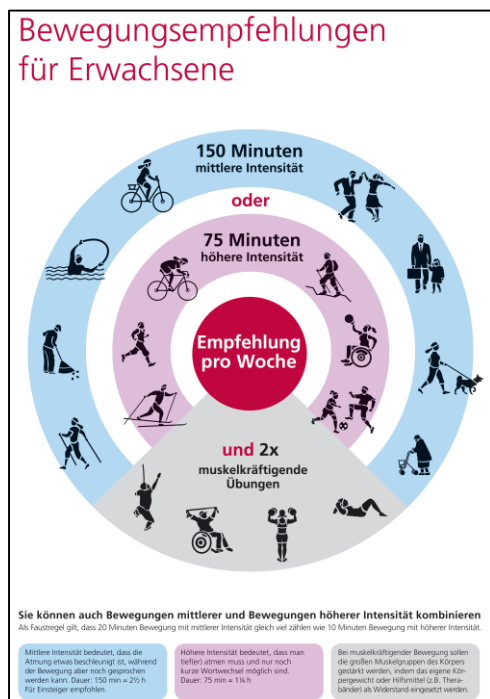 Bewegungsempfehlungen
für Erwachsene
150 Minuten
mittlere Intensität
oder
75 Minuten
höhere Intensität
Empfehlung
pro Woche
und 2x
muskelkräftigende
Übungen
Sie können auch Bewegungen mittlerer und Bewegungen höherer Intensität kombinieren
Als Faustregel gilt, dass 20 Minuten Bewegung mit mittlerer Intensität gleich viel zählen wie 10 Minuten Bewegung mit höherer Intensität.
Mittlere Intensität bedeutet, dass die
Atmung etwas beschleunigt ist, während
der Bewegung aber noch gesprochen
werden kann. Dauer: 150 min = 2½ h
Für Einsteiger empfohlen.
Höhere Intensität bedeutet, dass man
tief(er) atmen muss und nur noch
kurze Wortwechsel möglich sind.
Dauer: 75 min = 1¼ h
Bei muskelkräftigender Bewegung sollen
die großen Muskelgruppen des Körpers
gestärkt werden, indem das eigene Kör-
pergewicht oder Hilfsmittel (z.B. Thera-
bänder) als Widerstand eingesetzt werden.